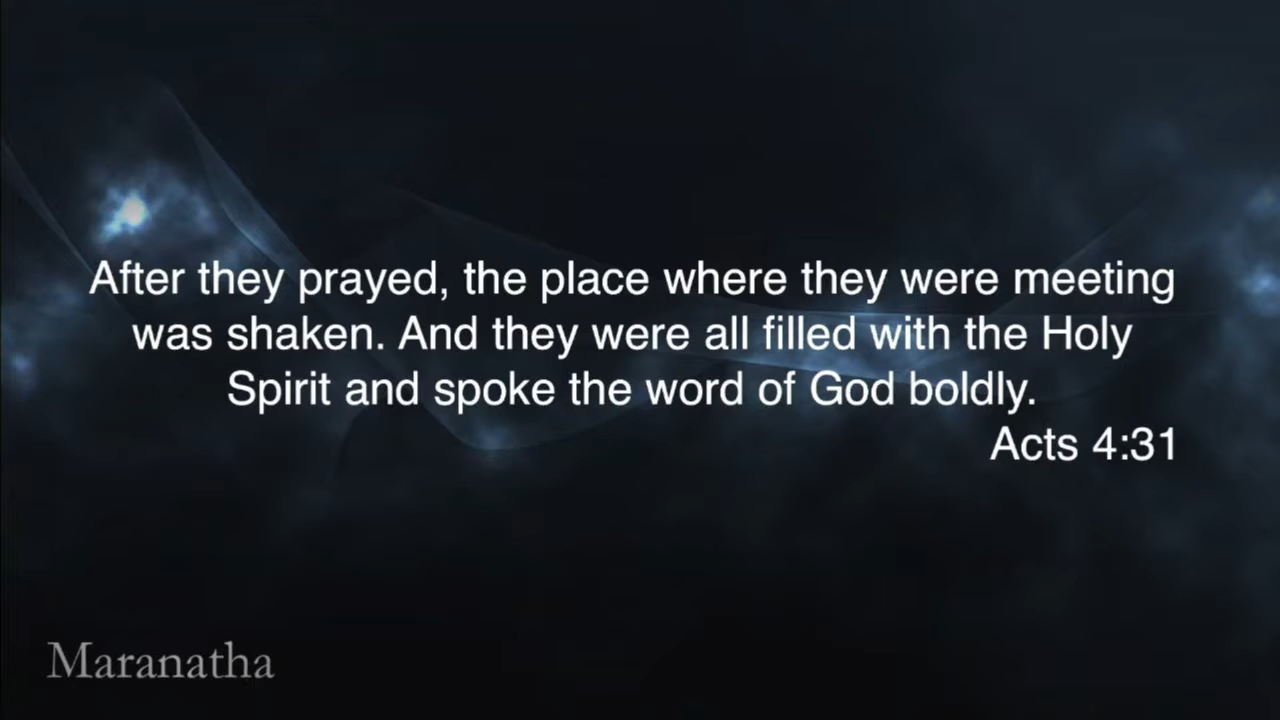 After they prayed, the place where they were meeting
was shaken. And they were all filled with the Holy
Spirit and spoke the word of God boldly.
Acts 4:31
Maranatha